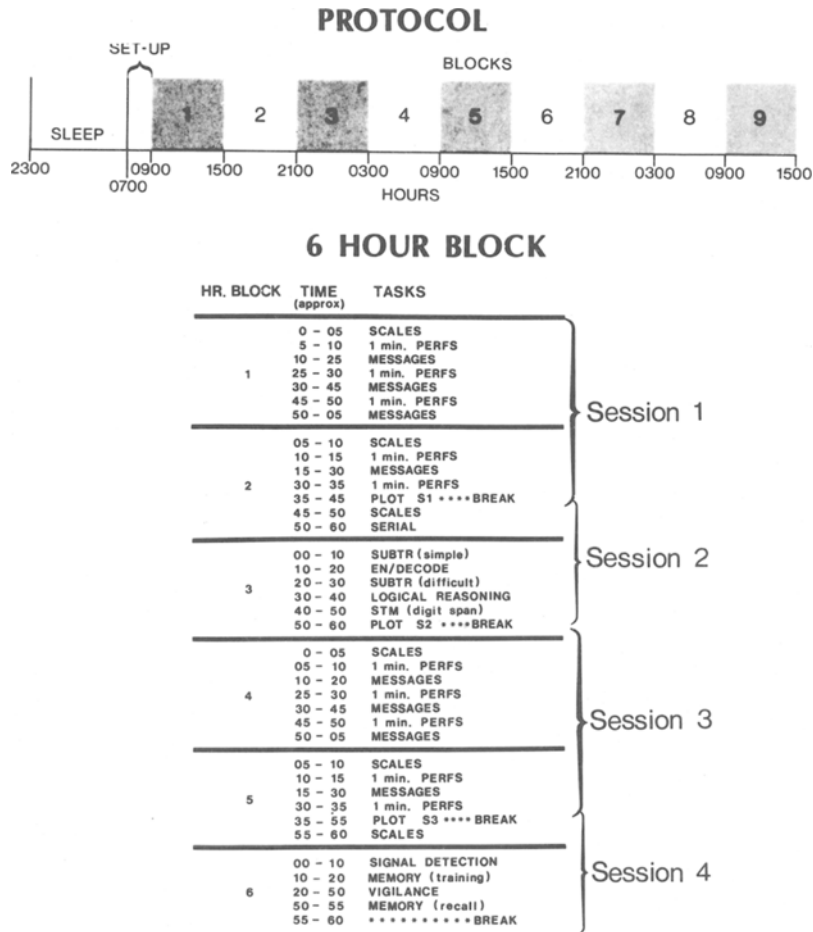 PROTOCOL
SET-UP
BLOCKS
1 2 3 4 5 6 7 8 9
SLEEP
2300 0700 0900 1500 2100 0300 0900 1500 2100 0300 0900 1500
HOURS
6 HOUR BLOCK
HR. BLOCK TIME (approx) TASKS
0 - 05 SCALES
5 - 10 1 min. PERFS
10 - 25 MESSAGES
1 25 - 30 1 min. PERFS
30 - 45 MESSAGES
45 - 50 1 min. PERFS
50 - 05 MESSAGES
Session 1
05 - 10 SCALES
10 - 15 1 min. PERFS
15 - 30 MESSAGES
2 30 - 35 1 min. PERFS
35 - 45 PLOT S1 ****BREAK
45 - 50 SCALES
50 - 60 SERIAL
Session 2
00 - 10 SUBTR (simple)
10 - 20 EN/DECODE
20 - 30 SUBTR (difficult)
3 30 - 40 LOGICAL REASONING
40 - 50 STM (digit span)
50 - 60 PLOT S2 ****BREAK
0 - 05 SCALES
05 - 10 1 min. PERFS
10 - 20 MESSAGES
4 25 - 30 1 min. PERFS
30 - 45 MESSAGES
45 - 50 1 min. PERFS
50 - 05 MESSAGES
Session 3
05 - 10 SCALES
10 - 15 1 min. PERFS
15 - 30 MESSAGES
5 30 - 35 1 min. PERFS
35 - 55 PLOT S3 ****BREAK
55 - 60 SCALES
Session 4
00 - 10 SIGNAL DETECTION
10 - 20 MEMORY (training)
6 20 - 50 VIGILANCE
50 - 55 MEMORY (recall)
55 - 60 **********BREAK